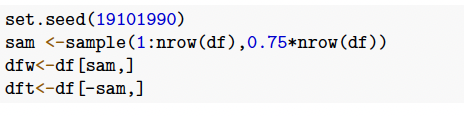 set.seed(19101990)
sam <-sample(1:nrow(df),0.75*nrow(df))
dfw<-df[sam,]
dft<-df[-sam,]